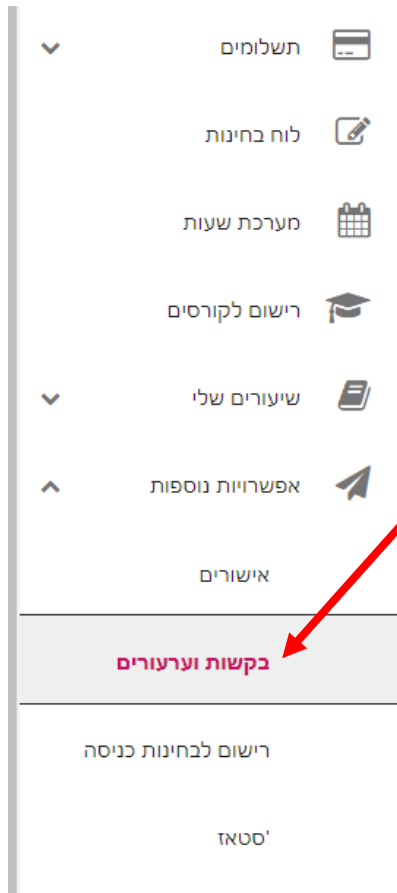 תשלומים
לוח בחינות
מערכת שעות
רישום לקורסים
שיעורים שלי
אפשרויות נוספות
אישורים
בקשות וערעורים
רישום לבחינות כניסה
'סטאז